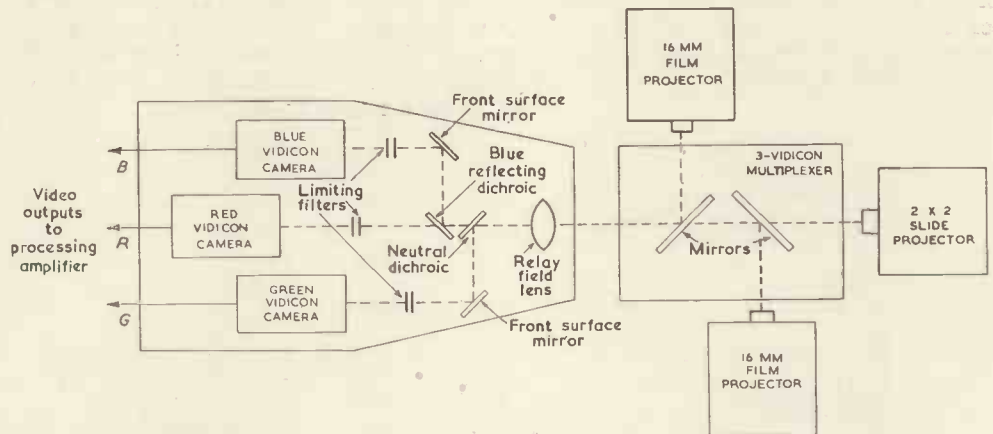 16 MM
FILM
PROJECTOR
Front surface
mirror
BLUE
VIDICON
CAMERA
Blue
reflecting
dichroic
3-VIDICON
MULTIPLEXER
B
Limiting
filters
Video
outputs
to
processing
amplifier
R
RED
VIDICON
CAMERA
Neutral
dichroic
Relay
field
lens
Mirrors
2 X 2
SLIDE
PROJECTOR
G
GREEN
VIDICON
CAMERA
Front surface
mirror
16 MM
FILM
PROJECTOR